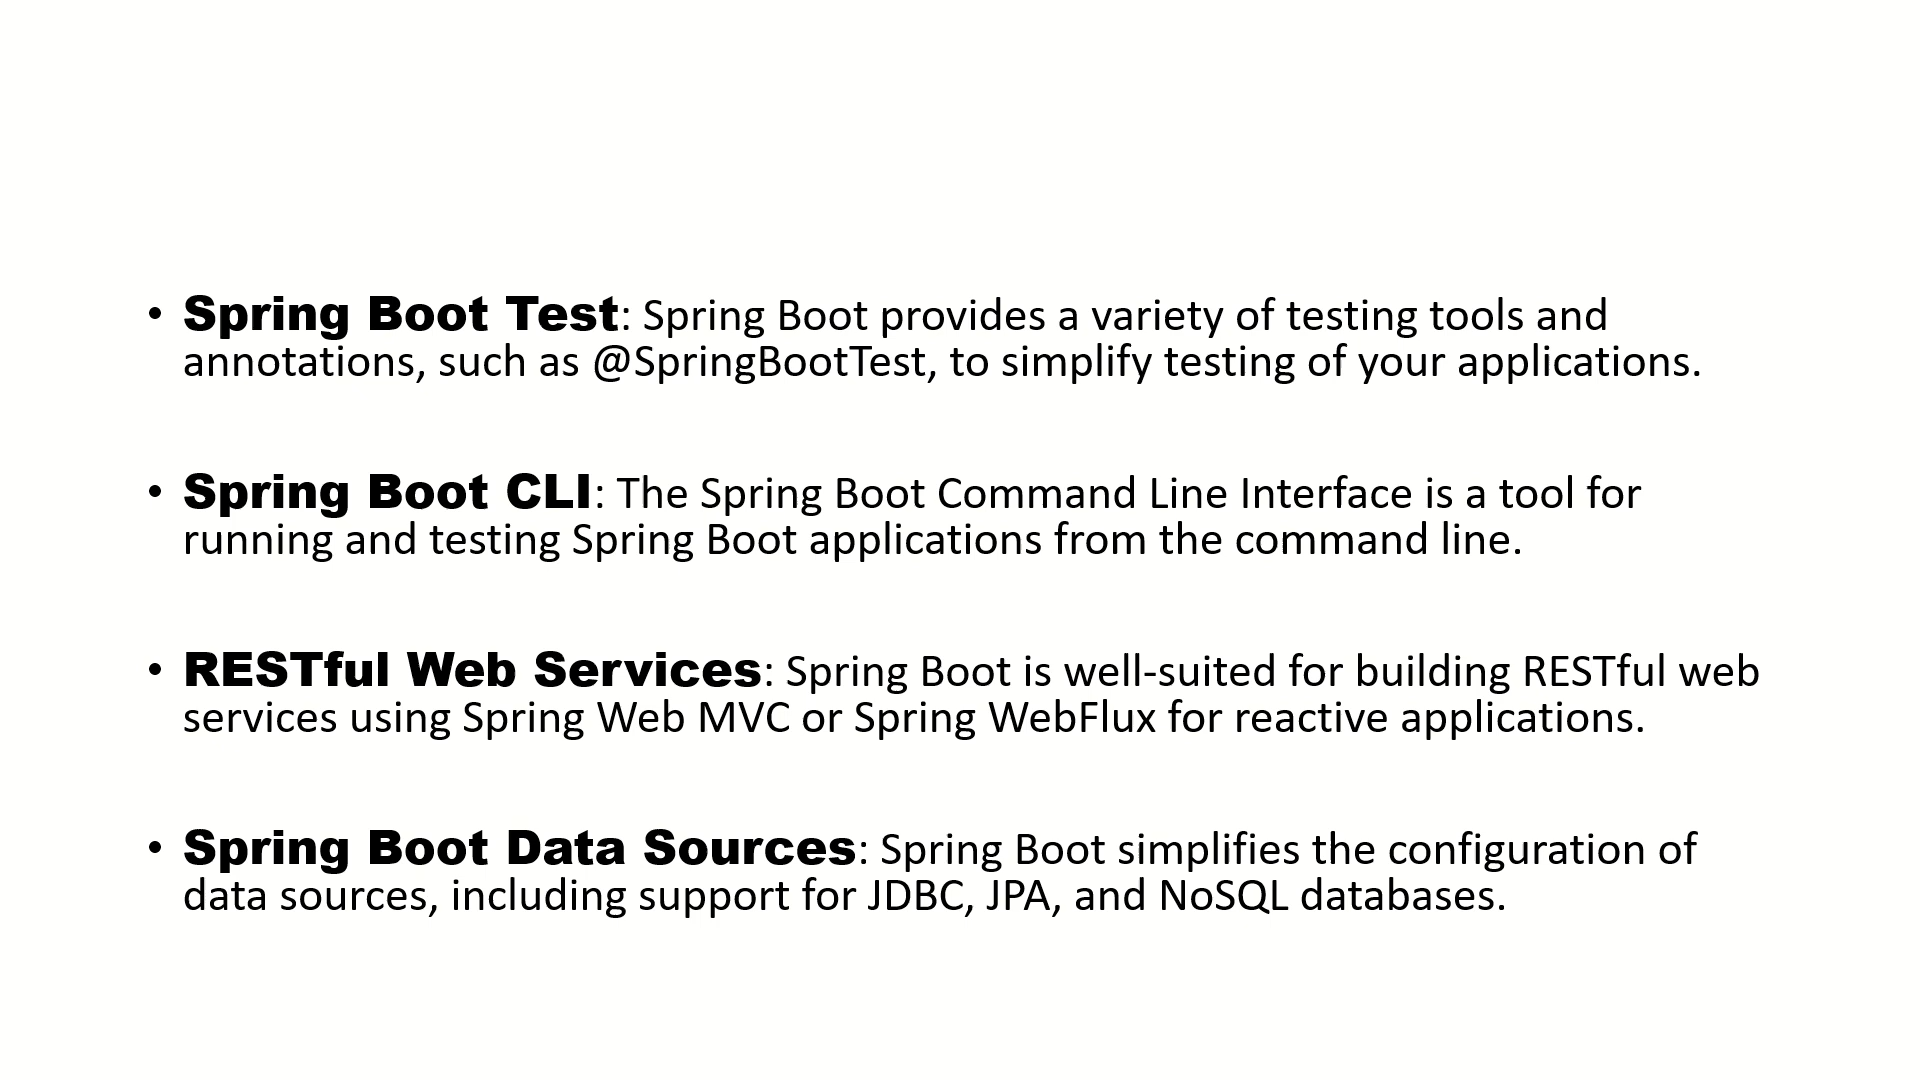 • Spring Boot Test: Spring Boot provides a variety of testing tools and
annotations, such as @SpringBootTest, to simplify testing of your applications.
• Spring Boot CLI: The Spring Boot Command Line Interface is a tool for
running and testing Spring Boot applications from the command line.
• RESTful Web Services: Spring Boot is well-suited for building RESTful web
services using Spring Web MVC or Spring WebFlux for reactive applications.
• Spring Boot Data Sources: Spring Boot simplifies the configuration of
data sources, including support for JDBC, JPA, and NoSQL databases.